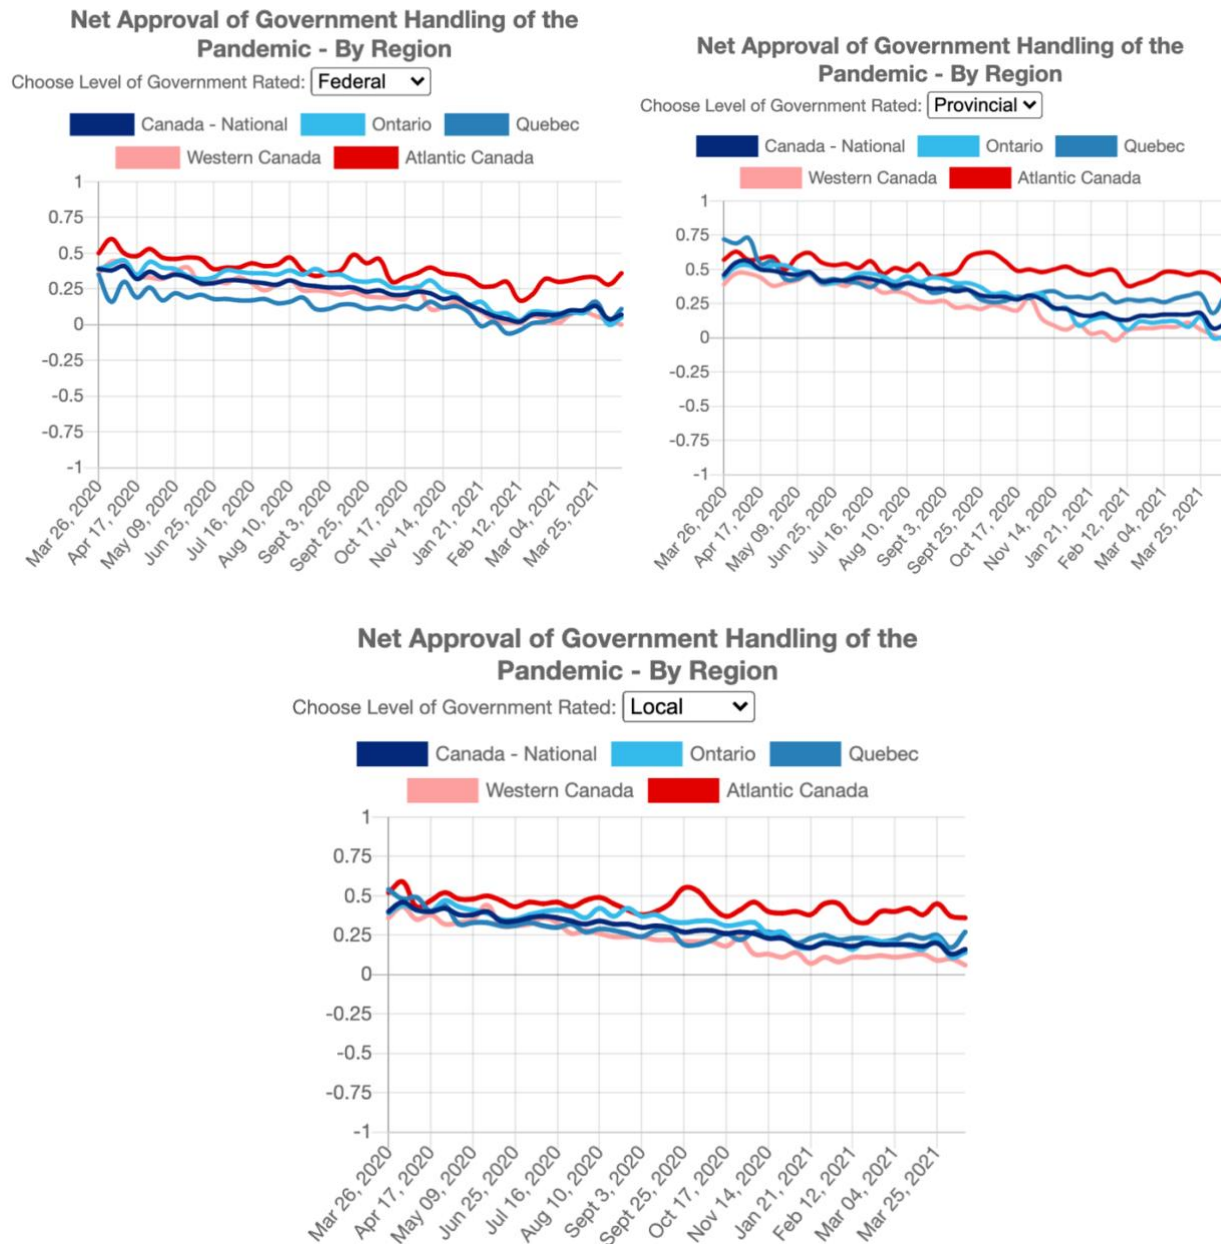 Net Approval of Government Handling of the
Pandemic - By Region
Choose Level of Government Rated: Federal
Canada - National Ontario Quebec
Western Canada Atlantic Canada
1
0.75
0.5
0.25
0
-0.25
-0.5
-0.75
-1
Mar 26, 2020
Apr 17, 2020
May 09, 2020
Jun 25, 2020
Jul 16, 2020
Aug 10, 2020
Sept 3, 2020
Sept 25, 2020
Oct 17, 2020
Nov 14, 2020
Jan 21, 2021
Feb 12, 2021
Mar 04, 2021
Mar 25, 2021
Net Approval of Government Handling of the
Pandemic - By Region
Choose Level of Government Rated: Provincial
Canada - National Ontario Quebec
Western Canada Atlantic Canada
1
0.75
0.5
0.25
0
-0.25
-0.5
-0.75
-1
Mar 26, 2020
Apr 17, 2020
May 09, 2020
Jun 25, 2020
Jul 16, 2020
Aug 10, 2020
Sept 3, 2020
Sept 25, 2020
Oct 17, 2020
Nov 14, 2020
Jan 21, 2021
Feb 12, 2021
Mar 04, 2021
Mar 25, 2021
Net Approval of Government Handling of the
Pandemic - By Region
Choose Level of Government Rated: Local
Canada - National Ontario Quebec
Western Canada Atlantic Canada
1
0.75
0.5
0.25
0
-0.25
-0.5
-0.75
-1
Mar 26, 2020
Apr 17, 2020
May 09, 2020
Jun 25, 2020
Jul 16, 2020
Aug 10, 2020
Sept 3, 2020
Sept 25, 2020
Oct 17, 2020
Nov 14, 2020
Jan 21, 2021
Feb 12, 2021
Mar 04, 2021
Mar 25, 2021